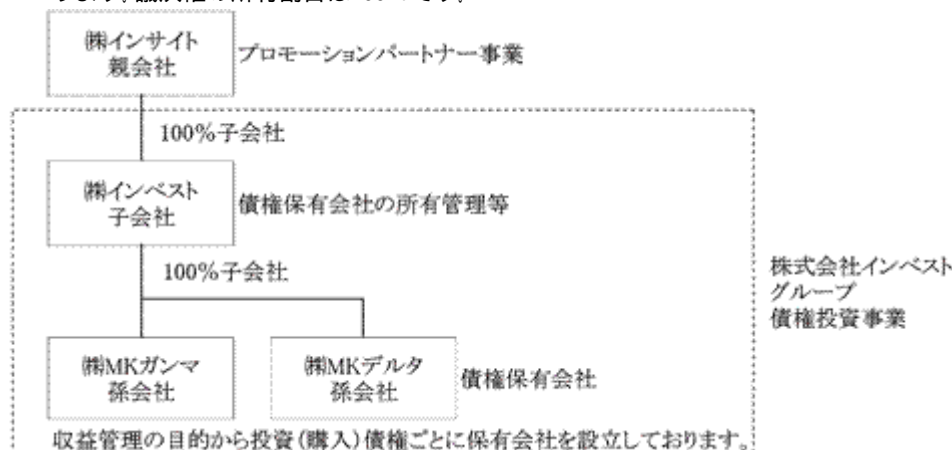 ㈱インサイト
親会社
プロモーションパートナー事業
100%子会社
㈱インベスト
子会社
債権保有会社の所有管理等
100%子会社
株式会社インベスト
グループ
債権投資事業
㈱MKガンマ
孫会社
㈱MKデルタ
孫会社
債権保有会社
収益管理の目的から投資(購入)債権ごとに保有会社を設立しております。